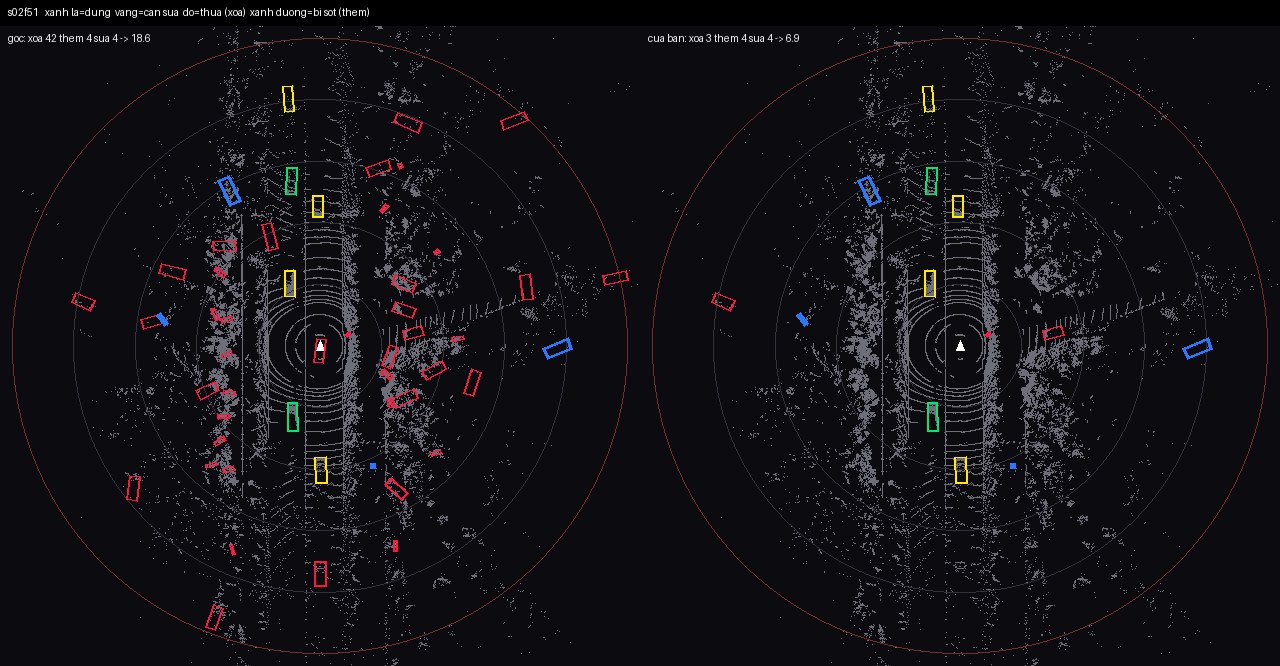 s02f51 xanh la=dung vang=can sua do=thua (xoa) xanh duong=bi sot (them)
goc: xoa 42 them 4 sua 4 -> 18.6
cua ban: xoa 3 them 4 sua 4 -> 6.9